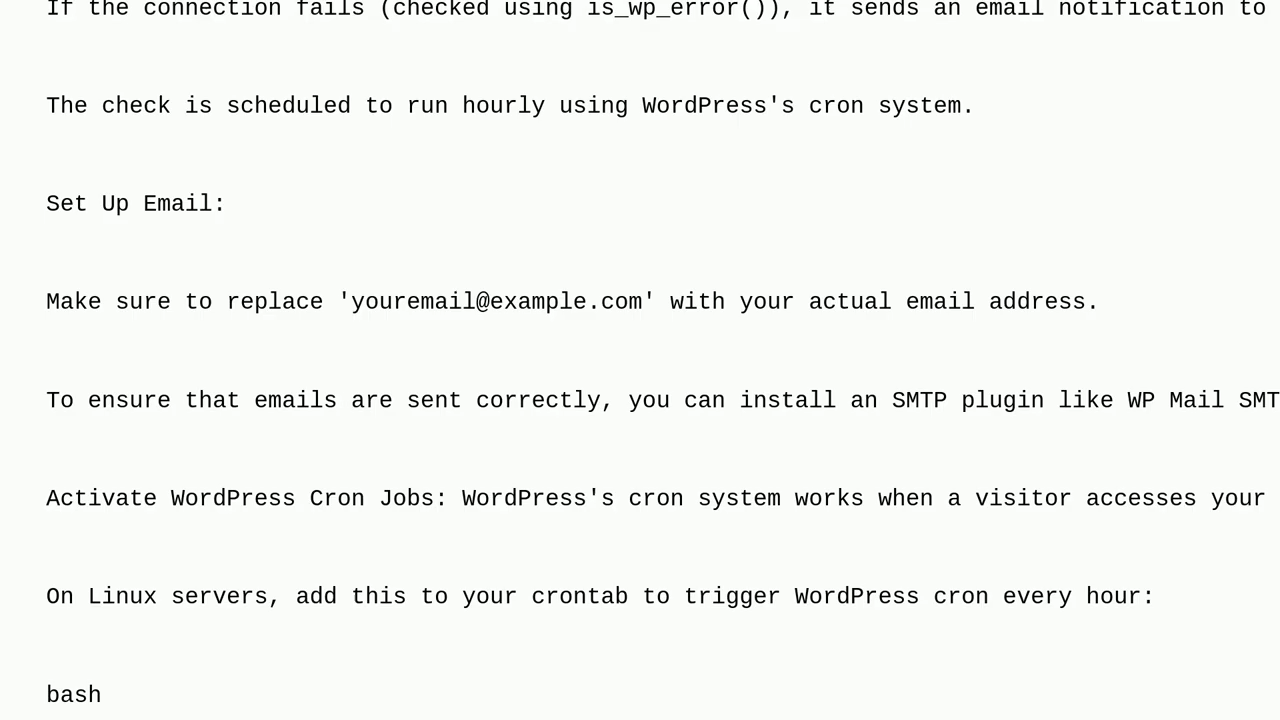 If the connection fails (checked using is_wp_error()), it sends an email notification to
The check is scheduled to run hourly using WordPress's cron system.
Set Up Email:
Make sure to replace 'youremail@example.com' with your actual email address.
To ensure that emails are sent correctly, you can install an SMTP plugin like WP Mail SMT
Activate WordPress Cron Jobs: WordPress's cron system works when a visitor accesses your
On Linux servers, add this to your crontab to trigger WordPress cron every hour:
bash